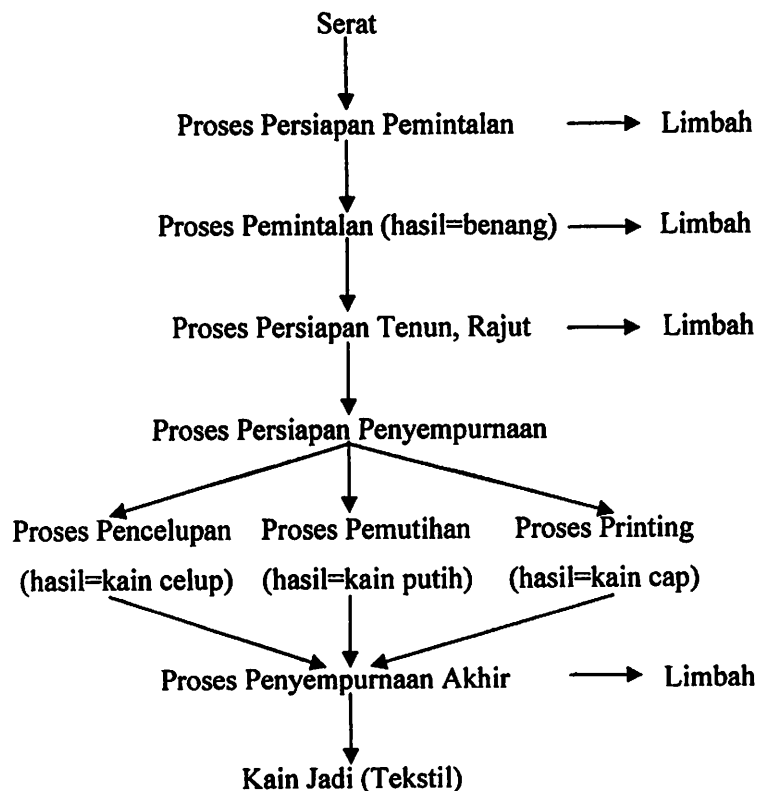 Serat
Proses Persiapan Pemintalan
Limbah
Proses Pemintalan (hasil=benang)
Limbah
Proses Persiapan Tenun, Rajut
Limbah
Proses Persiapan Penyempurnaan
Proses Pencelupan
(hasil=kain celup)
Proses Pemutihan
(hasil=kain putih)
Proses Printing
(hasil=kain cap)
Proses Penyempurnaan Akhir
Limbah
Kain Jadi (Tekstil)